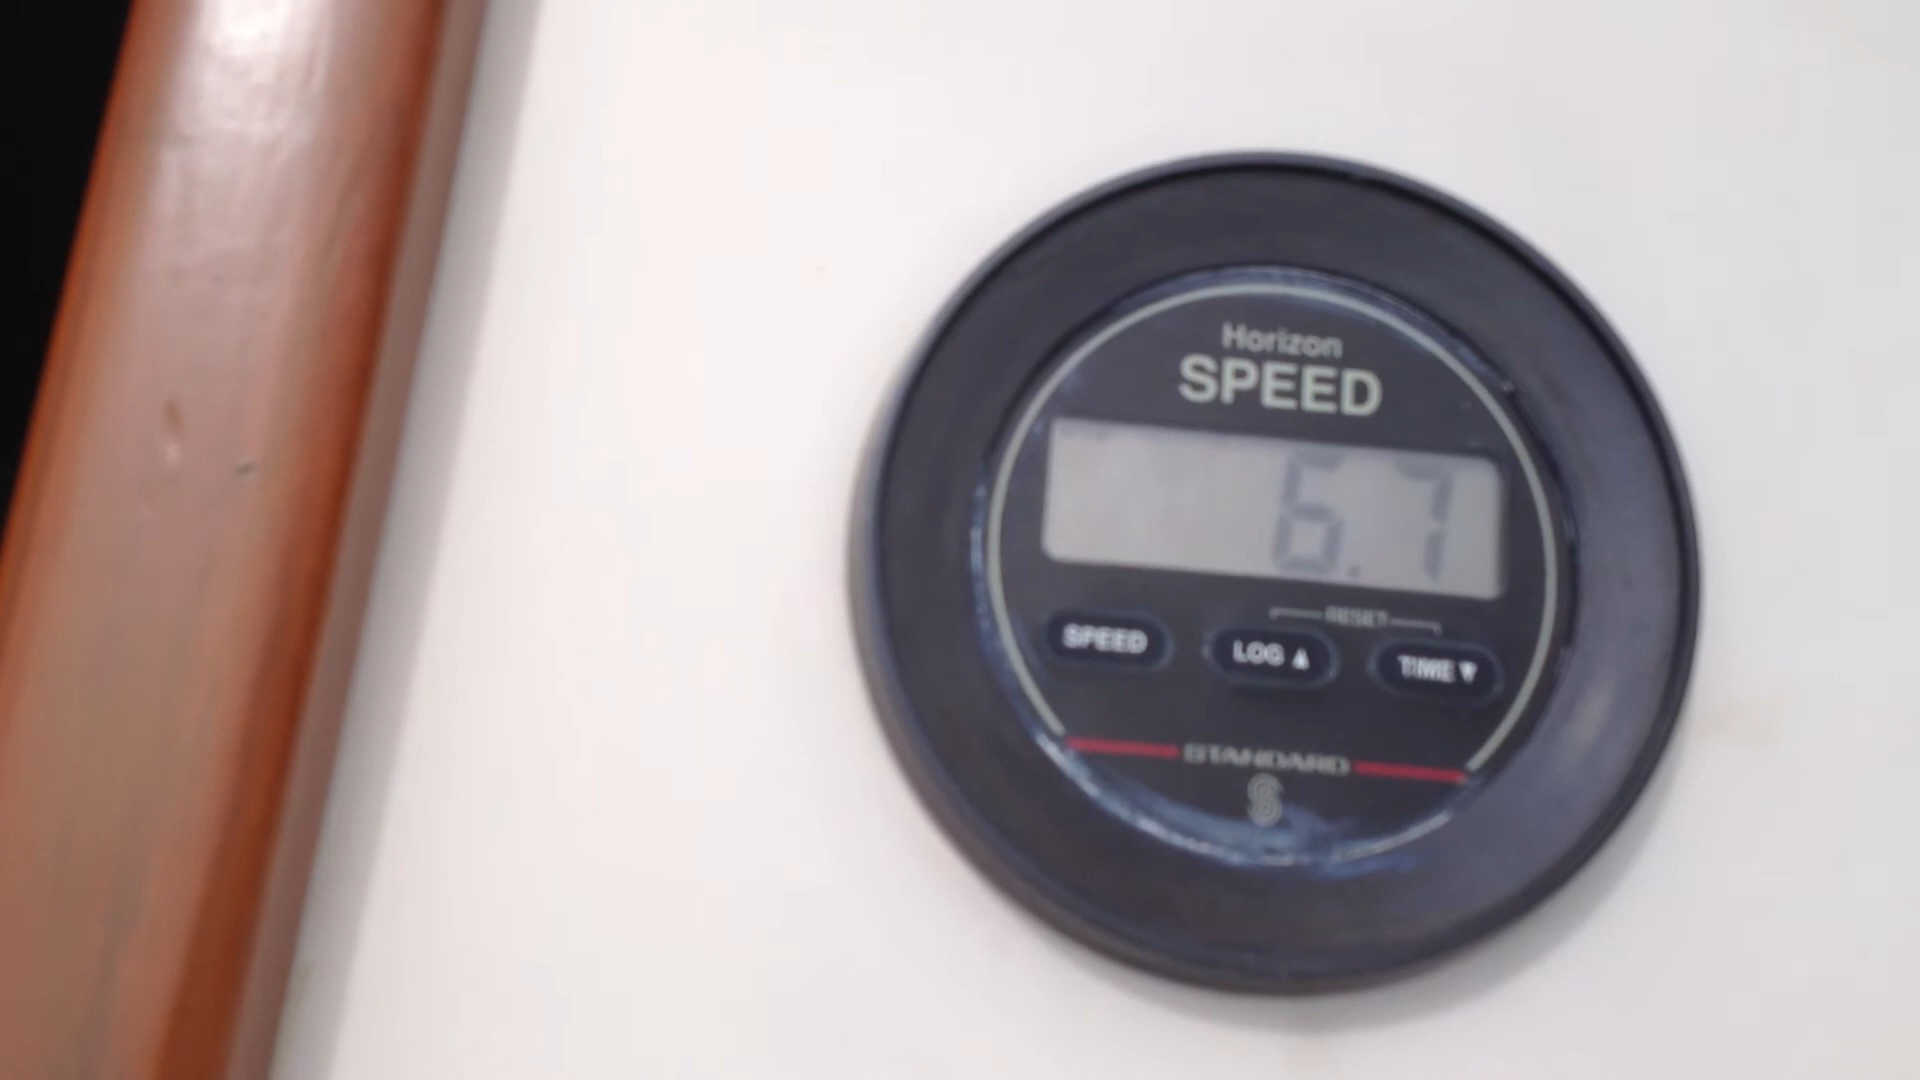 Horizon
SPEED
6.7
RESET
SPEED LOG ▲ TIME ▼
STANDARD
S